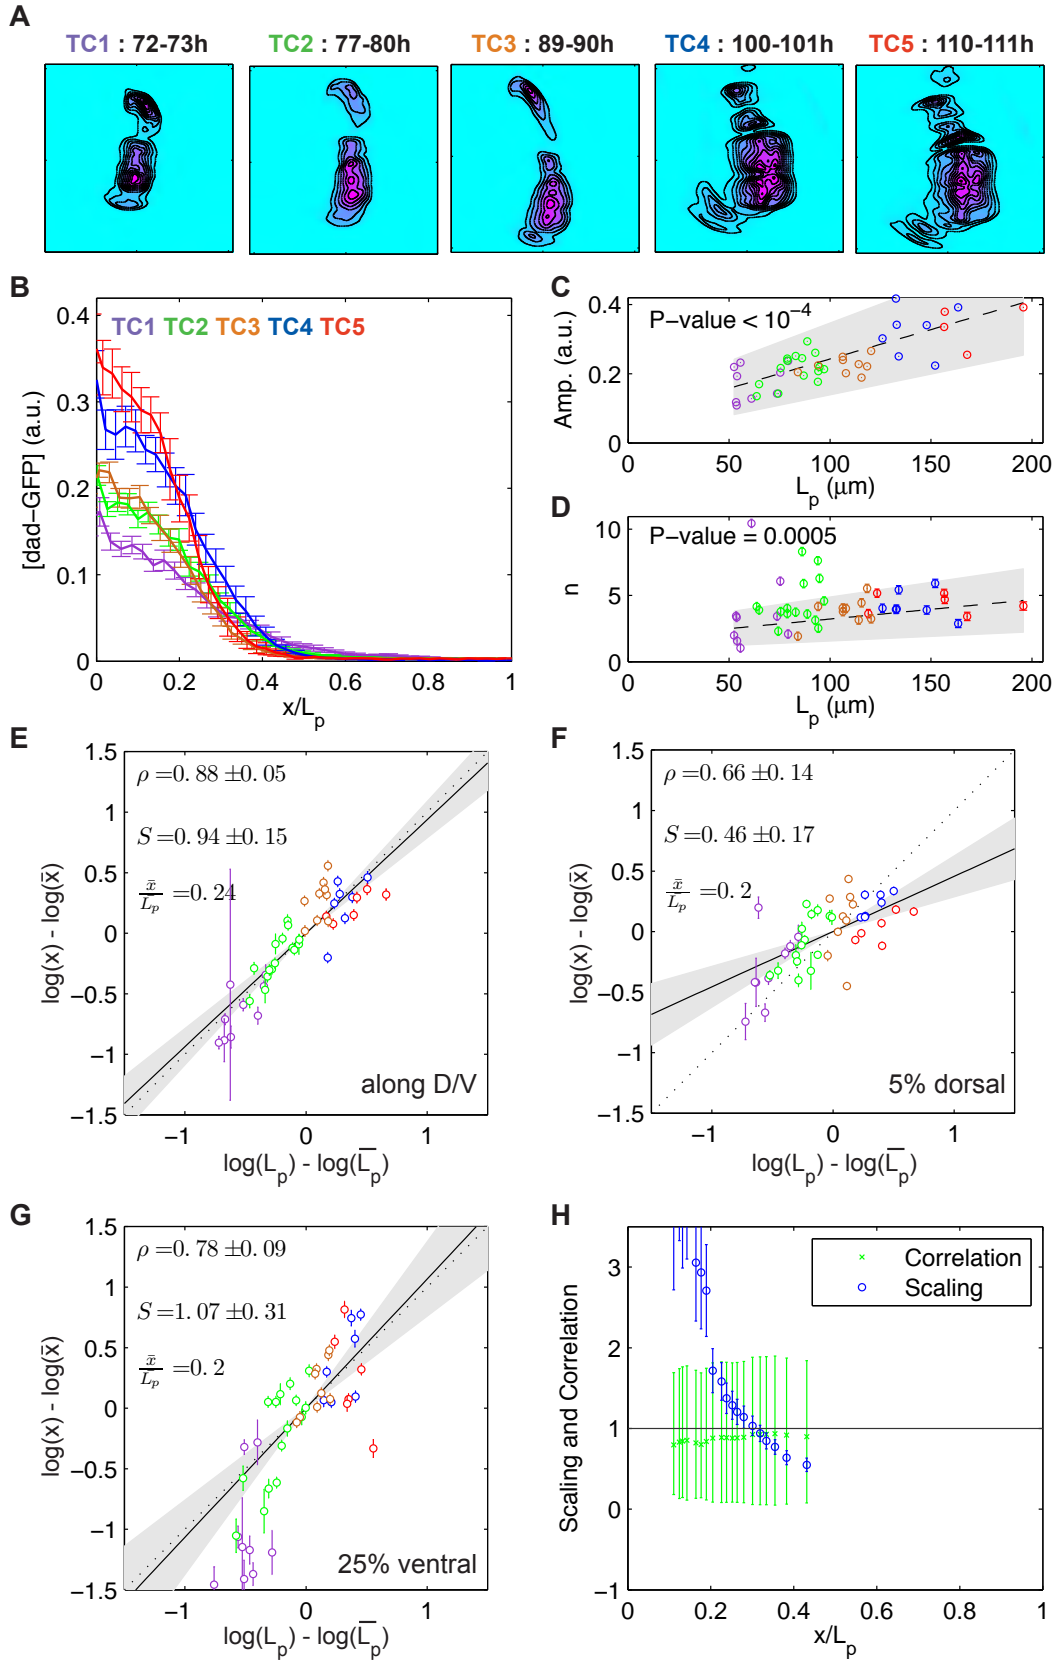 A
TC1 : 72-73h
TC2 : 77-80h
TC3 : 89-90h
TC4 : 100-101h
TC5 : 110-111h
B
TC1 TC2 TC3 TC4 TC5
0.4
0.3
0.2
0.1
0
[dad−GFP] (a.u.)
0 0.2 0.4 0.6 0.8 1
x/Lp
C
P−value < 10⁻⁴
0.4
0.2
0
Amp. (a.u.)
0 50 100 150 200
Lp (μm)
D
P−value = 0.0005
10
5
0
n
0 50 100 150 200
Lp (μm)
E
1.5
1
0.5
0
−0.5
−1
−1.5
ρ =0.88 ±0.05
S =0.94 ±0.15
x̄/L̄p =0.24
along D/V
log(x) - log(x̄)
−1 0 1
log(Lp) - log(L̄p)
F
1.5
1
0.5
0
−0.5
−1
−1.5
ρ =0.66 ±0.14
S =0.46 ±0.17
x̄/L̄p =0.2
5% dorsal
log(x) - log(x̄)
−1 0 1
log(Lp) - log(L̄p)
G
1.5
1
0.5
0
−0.5
−1
−1.5
ρ =0.78 ±0.09
S =1.07 ±0.31
x̄/L̄p =0.2
25% ventral
log(x) - log(x̄)
−1 0 1
log(Lp) - log(L̄p)
H
Correlation
Scaling
3
2
1
0
−1
Scaling and Correlation
0 0.2 0.4 0.6 0.8 1
x/Lp